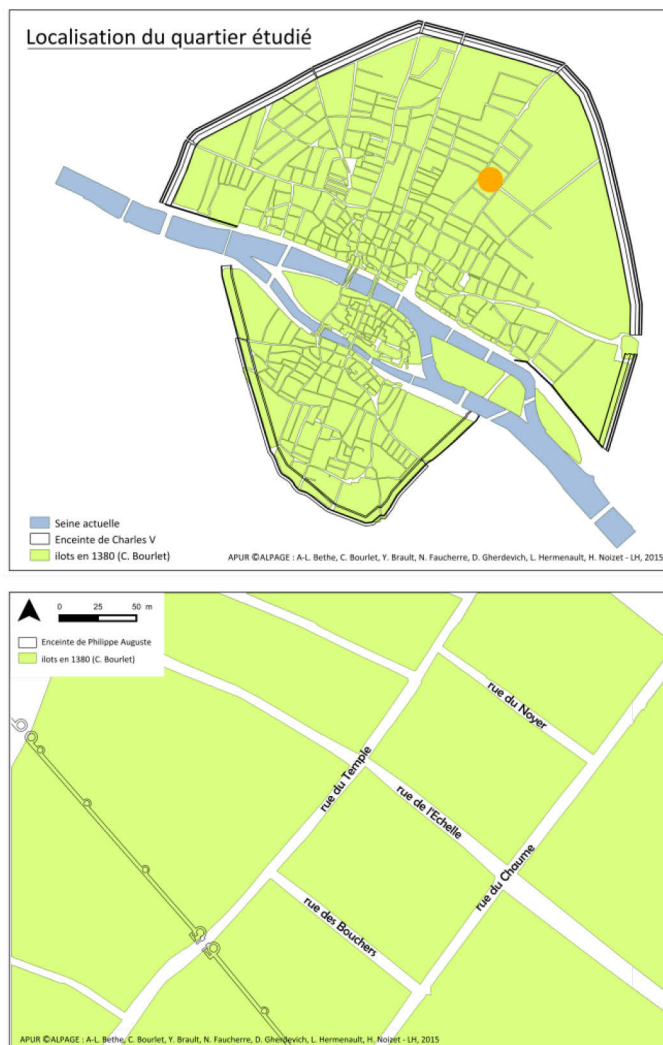 Localisation du quartier étudié
Seine actuelle
Enceinte de Charles V
ilots en 1380 (C. Bourlet)
APUR ©ALPAGE : A-L. Bethe, C. Bourlet, Y. Brault, N. Faucherre, D. Gherdevich, L. Hermenault, H. Noizet - LH, 2015
0 25 50 m
Enceinte de Philippe Auguste
ilots en 1380 (C. Bourlet)
rue du Noyer
rue du Temple
rue de l'Echelle
rue du Chaume
rue des Bouchers
APUR ©ALPAGE : A-L. Bethe, C. Bourlet, Y. Brault, N. Faucherre, D. Gherdevich, L. Hermenault, H. Noizet - LH, 2015